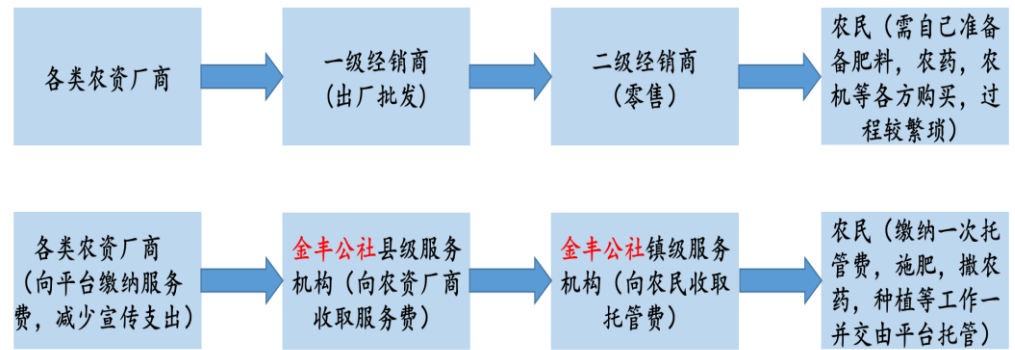 各类农资厂商
一级经销商
（出厂批发）
二级经销商
（零售）
农民（需自己准备
备肥料，农药，农
机等各方购买，过
程较繁琐）
各类农资厂商
（向平台缴纳服务
费，减少宣传支出）
金丰公社县级服务
机构（向农资厂商
收取服务费）
金丰公社镇级服务
机构（向农民收取
托管费）
农民（缴纳一次托
管费，施肥，撒农
药，种植等工作一
并交由平台托管）